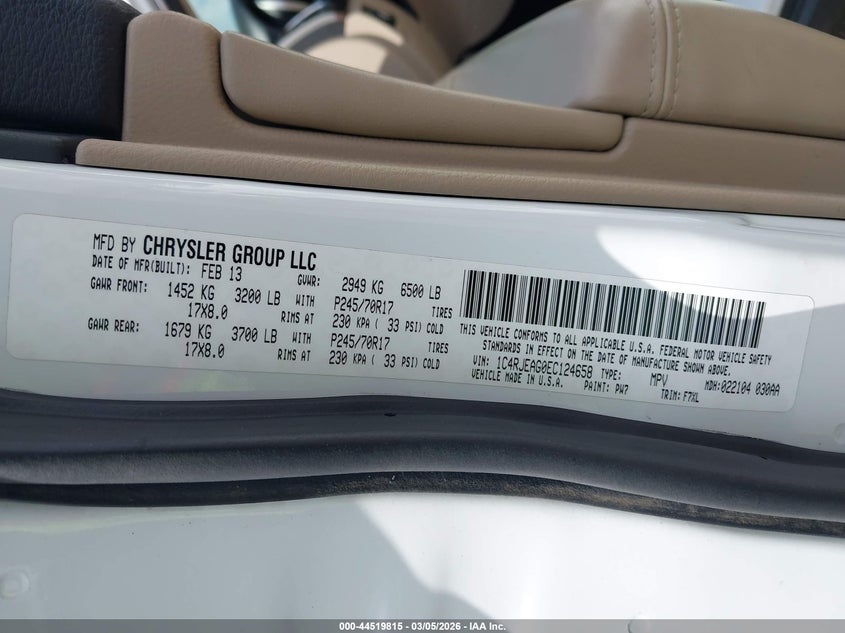 MFD BY CHRYSLER GROUP LLC
DATE OF MFR(BUILT): FEB 13 GVWR: 2949 KG 6500 LB
GAWR FRONT: 1452 KG 3200 LB WITH P245/70R17 TIRES
17X8.0 RIMS AT 230 KPA ( 33 PSI) COLD
GAWR REAR: 1679 KG 3700 LB WITH P245/70R17 TIRES
17X8.0 RIMS AT 230 KPA ( 33 PSI) COLD
THIS VEHICLE CONFORMS TO ALL APPLICABLE U.S.A. FEDERAL MOTOR VEHICLE SAFETY
STANDARDS IN EFFECT ON THE DATE OF MANUFACTURE SHOWN ABOVE.
VIN: 1C4RJEAG0EC124658 TYPE: MPV MDH:022104 030AA
VEHICLE MADE IN U.S.A. PAINT: PW7 TRIM: F7XL
000-44519815 - 03/05/2026 - IAA Inc.